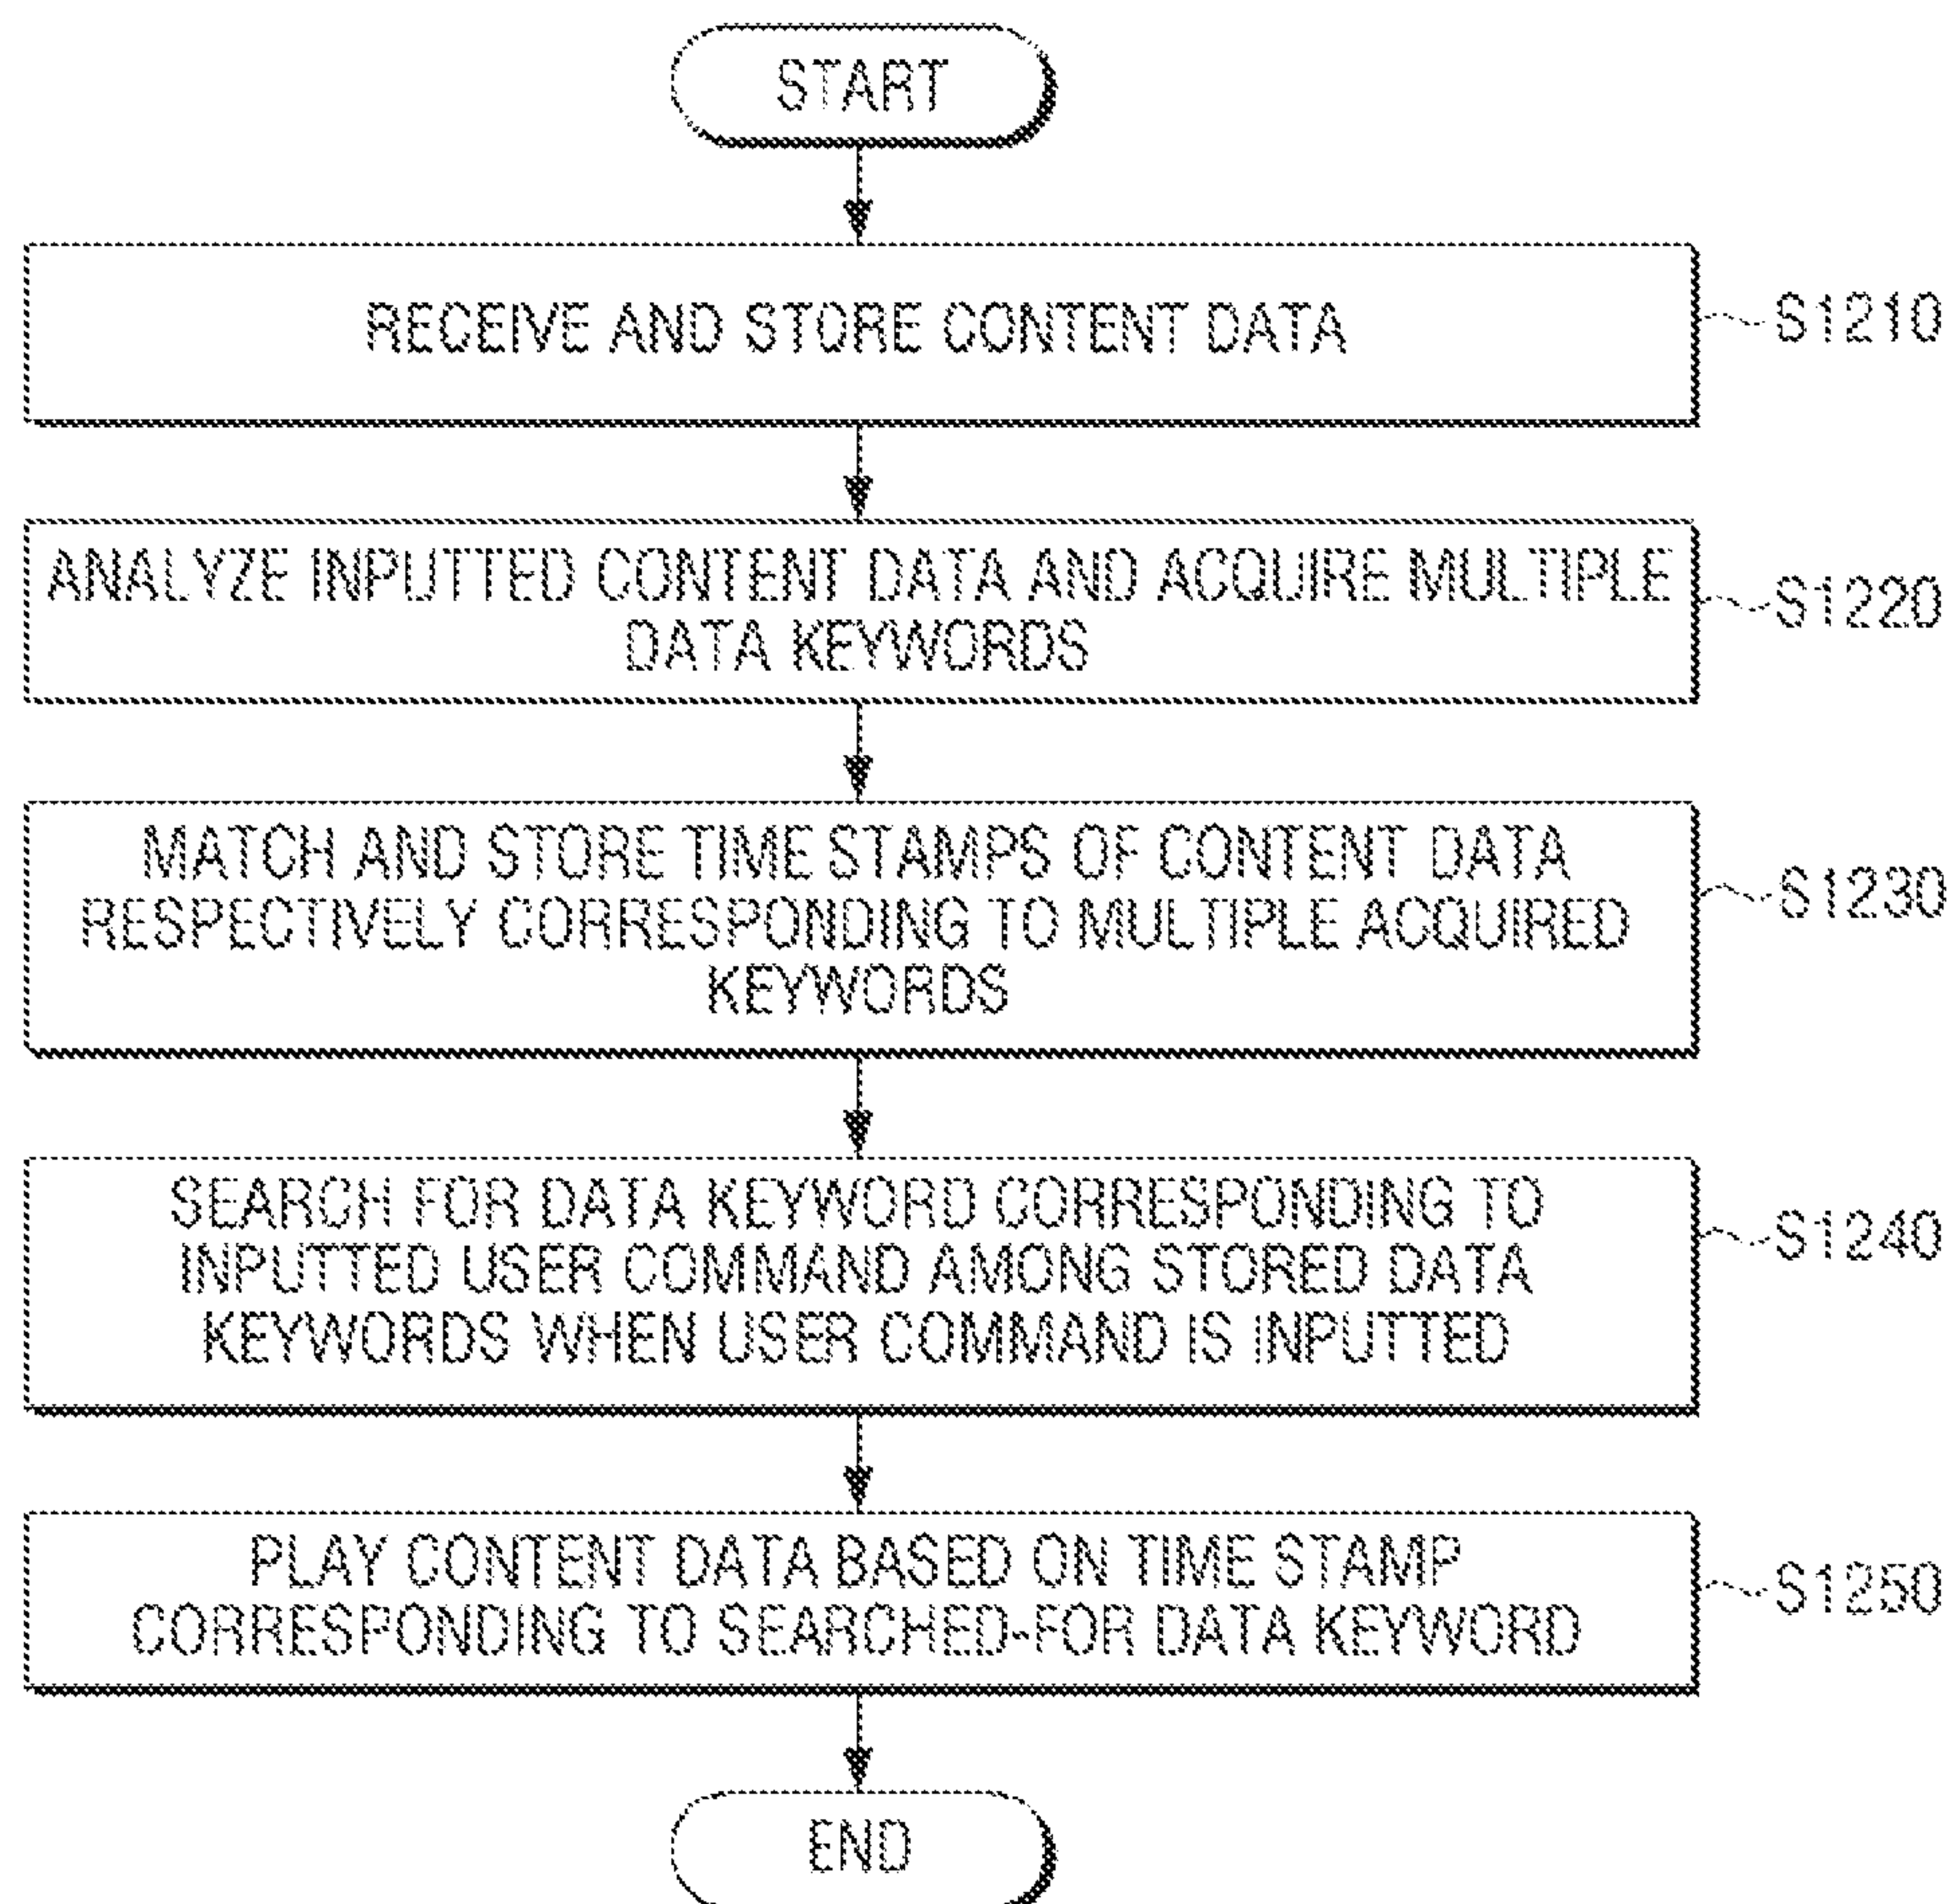 START
RECEIVE AND STORE CONTENT DATA
S1210
ANALYZE INPUTTED CONTENT DATA AND ACQUIRE MULTIPLE
DATA KEYWORDS
S1220
MATCH AND STORE TIME STAMPS OF CONTENT DATA
RESPECTIVELY CORRESPONDING TO MULTIPLE ACQUIRED
KEYWORDS
S1230
SEARCH FOR DATA KEYWORD CORRESPONDING TO
INPUTTED USER COMMAND AMONG STORED DATA
KEYWORDS WHEN USER COMMAND IS INPUTTED
S1240
PLAY CONTENT DATA BASED ON TIME STAMP
CORRESPONDING TO SEARCHED-FOR DATA KEYWORD
S1250
END